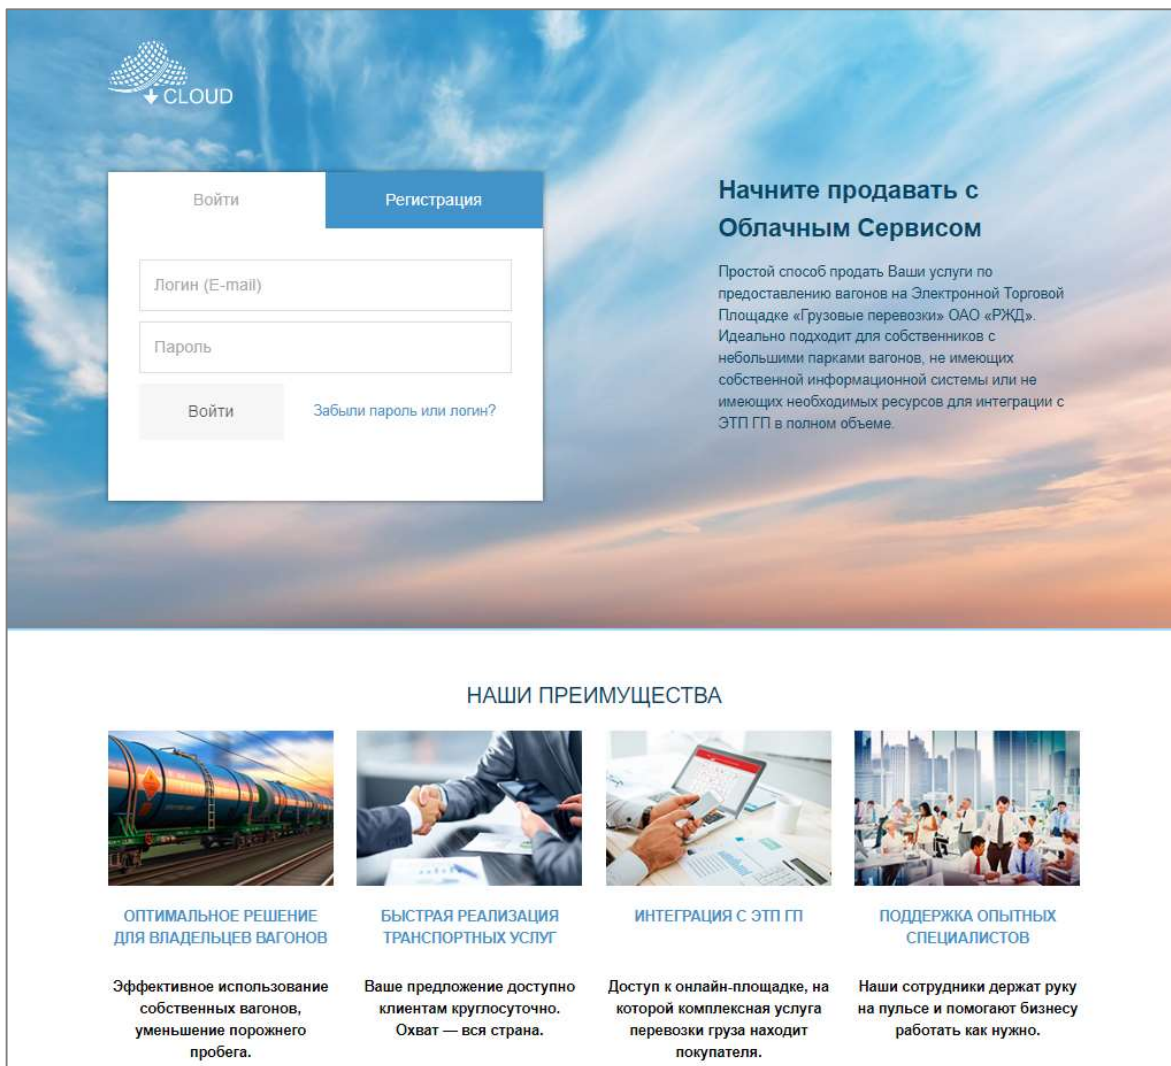 CLOUD
Войти
Регистрация
Логин (E-mail)
Пароль
Войти
Забыли пароль или логин?
Начните продавать с
Облачным Сервисом
Простой способ продать Ваши услуги по
предоставлению вагонов на Электронной Торговой
Площадке «Грузовые перевозки» ОАО «РЖД».
Идеально подходит для собственников с
небольшими парками вагонов, не имеющих
собственной информационной системы или не
имеющих необходимых ресурсов для интеграции с
ЭТП ГП в полном объеме.
НАШИ ПРЕИМУЩЕСТВА
ОПТИМАЛЬНОЕ РЕШЕНИЕ
ДЛЯ ВЛАДЕЛЬЦЕВ ВАГОНОВ
Эффективное использование
собственных вагонов,
уменьшение порожнего
пробега.
БЫСТРАЯ РЕАЛИЗАЦИЯ
ТРАНСПОРТНЫХ УСЛУГ
Ваше предложение доступно
клиентам круглосуточно.
Охват — вся страна.
ИНТЕГРАЦИЯ С ЭТП ГП
Доступ к онлайн-площадке, на
которой комплексная услуга
перевозки груза находит
покупателя.
ПОДДЕРЖКА ОПЫТНЫХ
СПЕЦИАЛИСТОВ
Наши сотрудники держат руку
на пульсе и помогают бизнесу
работать как нужно.